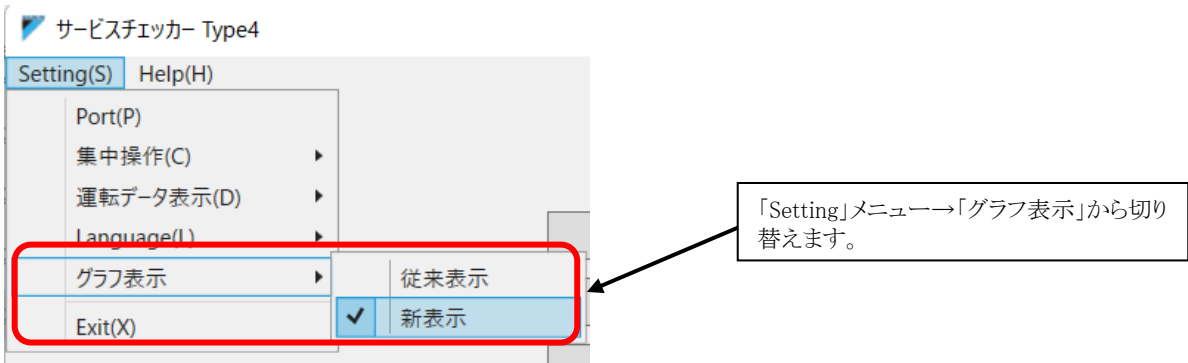 サービスチェッカー Type4
Setting(S) Help(H)
Port(P)
集中操作(C)
運転データ表示(D)
Language(L)
グラフ表示
従来表示
新表示
Exit(X)
「Setting」メニュー→「グラフ表示」から切り
替えます。